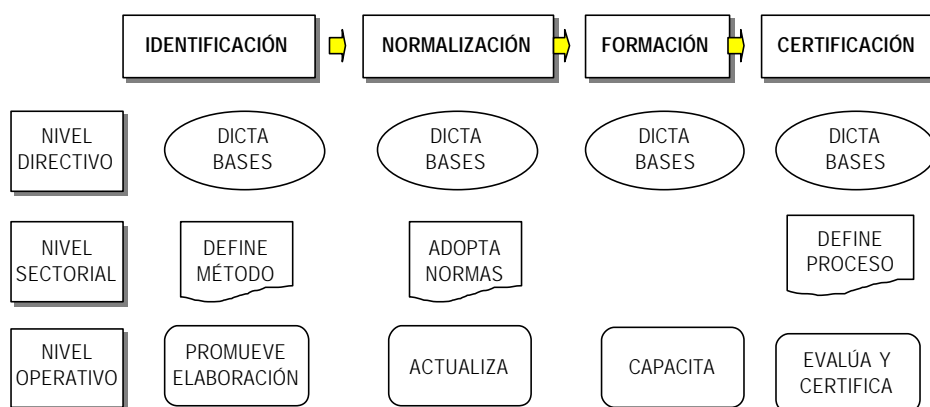 IDENTIFICACIÓN
NORMALIZACIÓN
FORMACIÓN
CERTIFICACIÓN
NIVEL
DIRECTIVO
DICTA
BASES
DICTA
BASES
DICTA
BASES
DICTA
BASES
NIVEL
SECTORIAL
DEFINE
MÉTODO
ADOPTA
NORMAS
DEFINE
PROCESO
NIVEL
OPERATIVO
PROMUEVE
ELABORACIÓN
ACTUALIZA
CAPACITA
EVALÚA Y
CERTIFICA